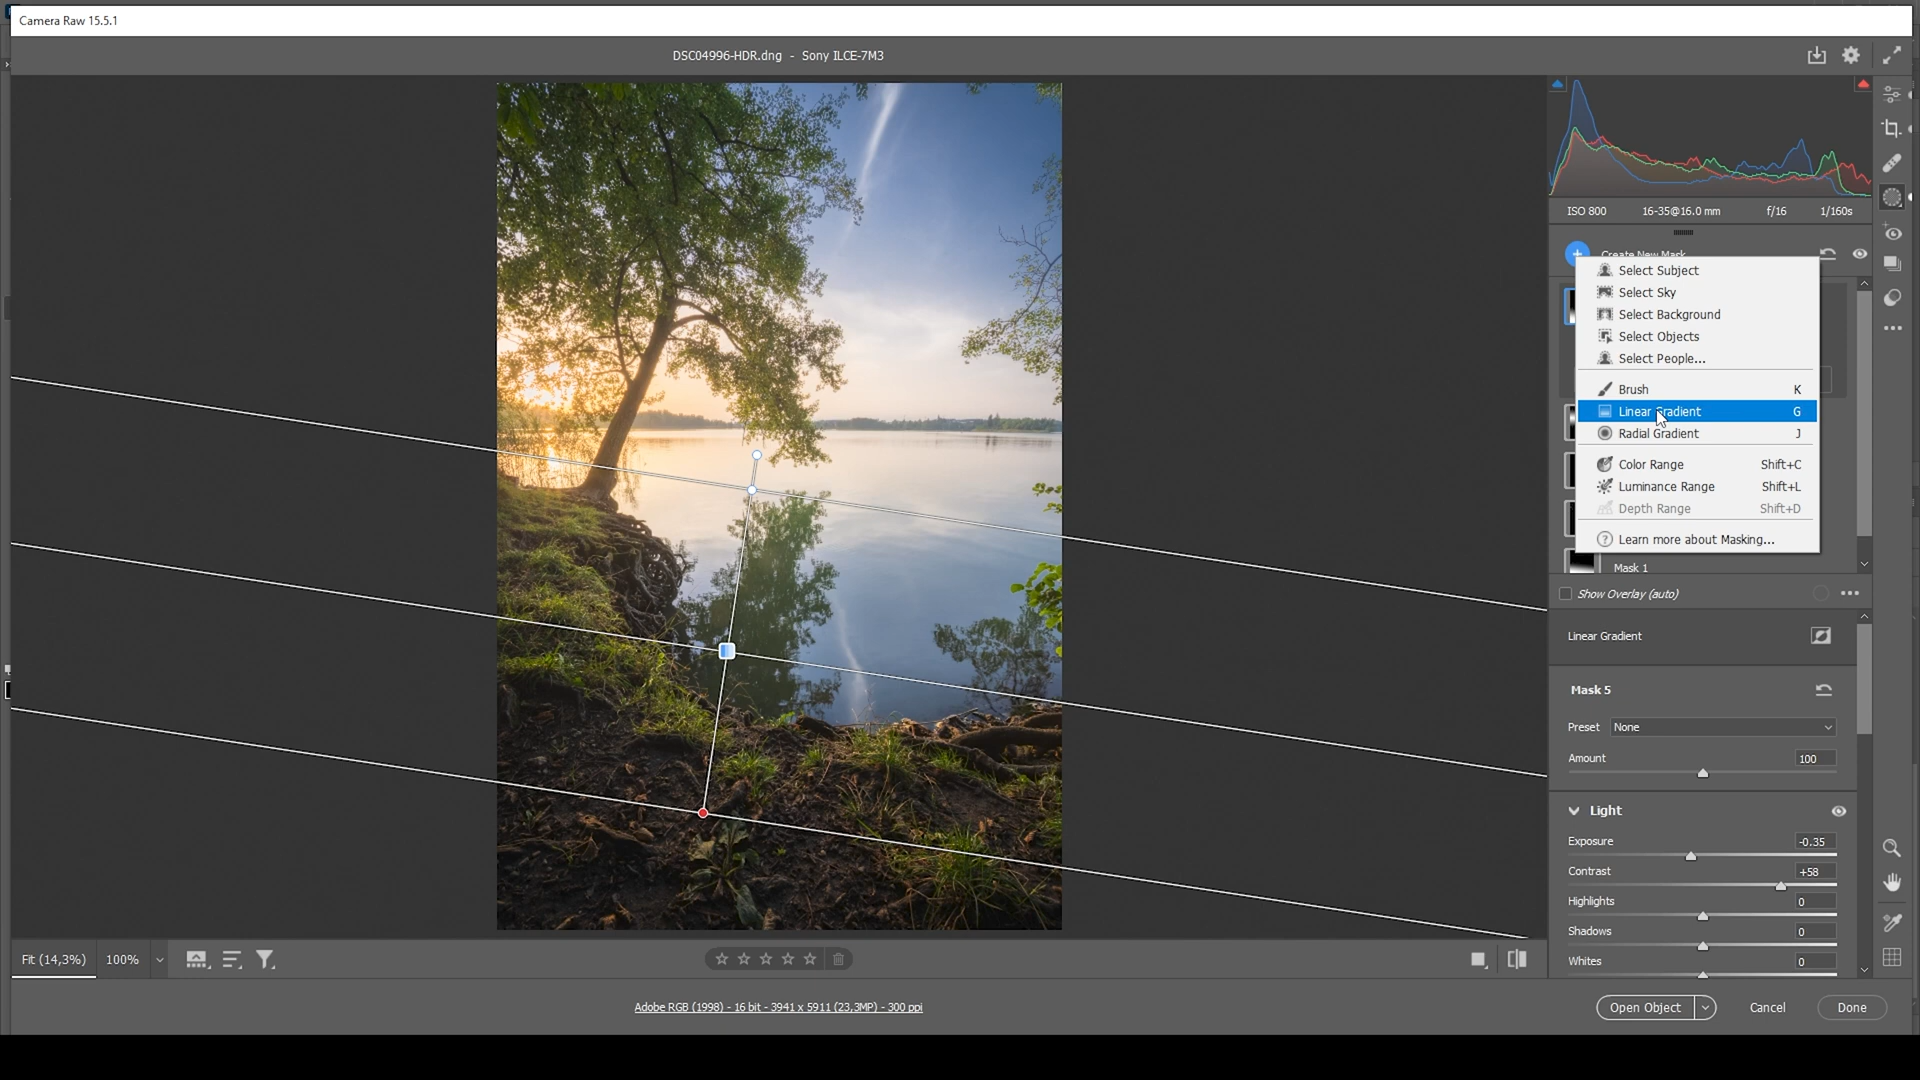 Camera Raw 15.5.1
DSC04996-HDR.dng - Sony ILCE-7M3
ISO 800 16-35@16.0 mm f/16 1/160s
Create New Mask
Select Subject
Select Sky
Select Background
Select Objects
Select People...
Brush K
Linear Gradient G
Radial Gradient J
Color Range Shift+C
Luminance Range Shift+L
Depth Range Shift+D
Learn more about Masking...
Mask 1
Show Overlay (auto)
Linear Gradient
Mask 5
Preset None
Amount 100
Light
Exposure -0.35
Contrast +58
Highlights 0
Shadows 0
Whites 0
Fit (14,3%) 100%
Adobe RGB (1998) - 16 bit - 3941 x 5911 (23,3MP) - 300 ppi
Open Object Cancel Done